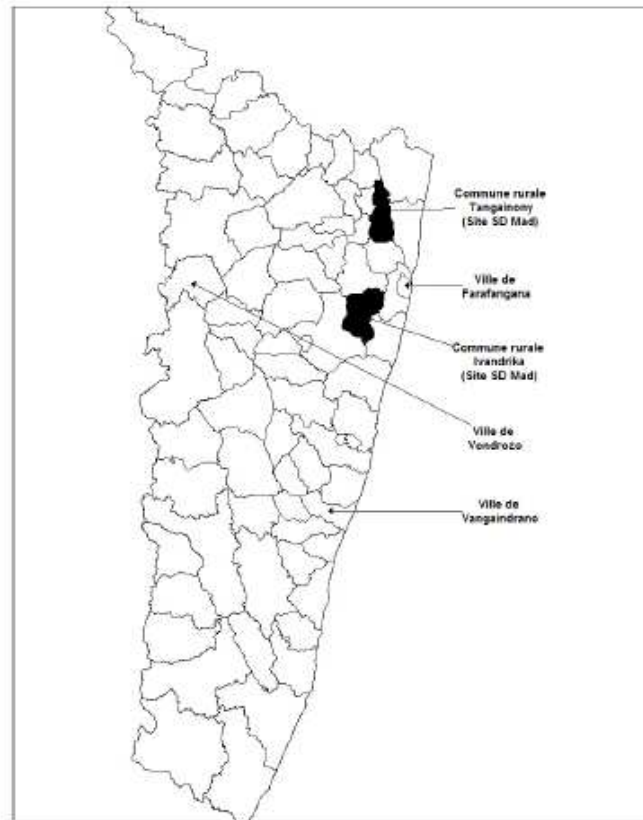 Commune rurale
Tangainony
(Site SD Mad)
Ville de
Farafangana
Commune rurale
Ivandrika
(Site SD Mad)
Ville de
Vondrozo
Ville de
Vangaindrano